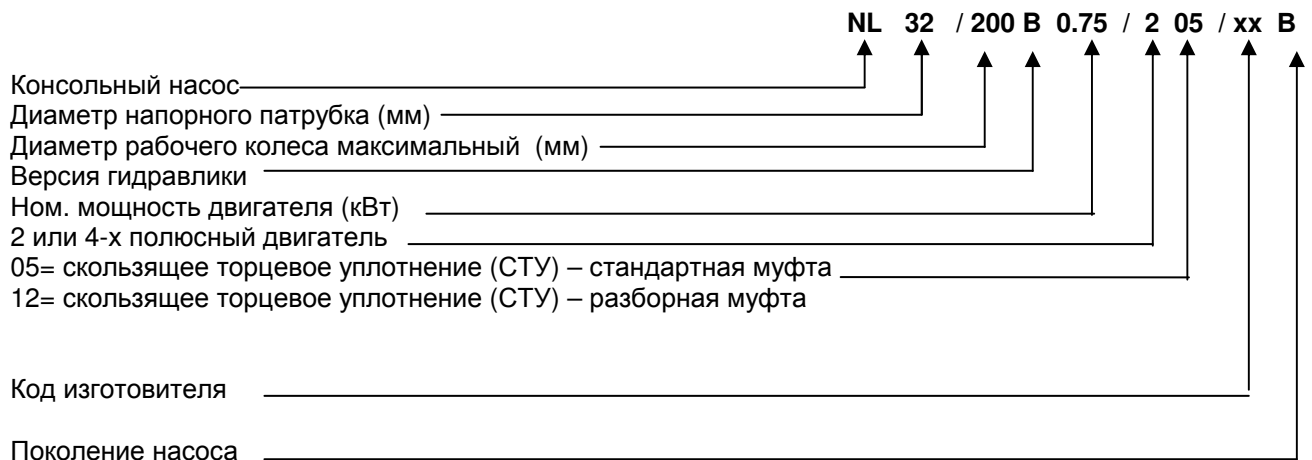 NL 32 / 200 B 0.75 / 2 05 / xx B
Консольный насос
Диаметр напорного патрубка (мм)
Диаметр рабочего колеса максимальный (мм)
Версия гидравлики
Ном. мощность двигателя (кВт)
2 или 4-х полюсный двигатель
05= скользящее торцевое уплотнение (СТУ) – стандартная муфта
12= скользящее торцевое уплотнение (СТУ) – разборная муфта
Код изготовителя
Поколение насоса